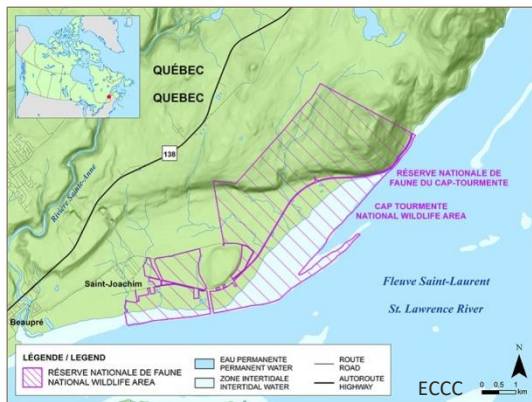 QUÉBEC
QUEBEC
138
Rivière Sainte-Anne
RÉSERVE NATIONALE DE
FAUNE DU CAP-TOURMENTE
CAP TOURMENTE
NATIONAL WILDLIFE AREA
Saint-Joachim
Beaupré
Fleuve Saint-Laurent
St. Lawrence River
LÉGENDE / LEGEND
RÉSERVE NATIONALE DE FAUNE
NATIONAL WILDLIFE AREA
EAU PERMANENTE
PERMANENT WATER
ZONE INTERTIDALE
INTERTIDAL WATER
ROUTE
ROAD
AUTOROUTE
HIGHWAY
N
ECCC
0 0.5 1
km